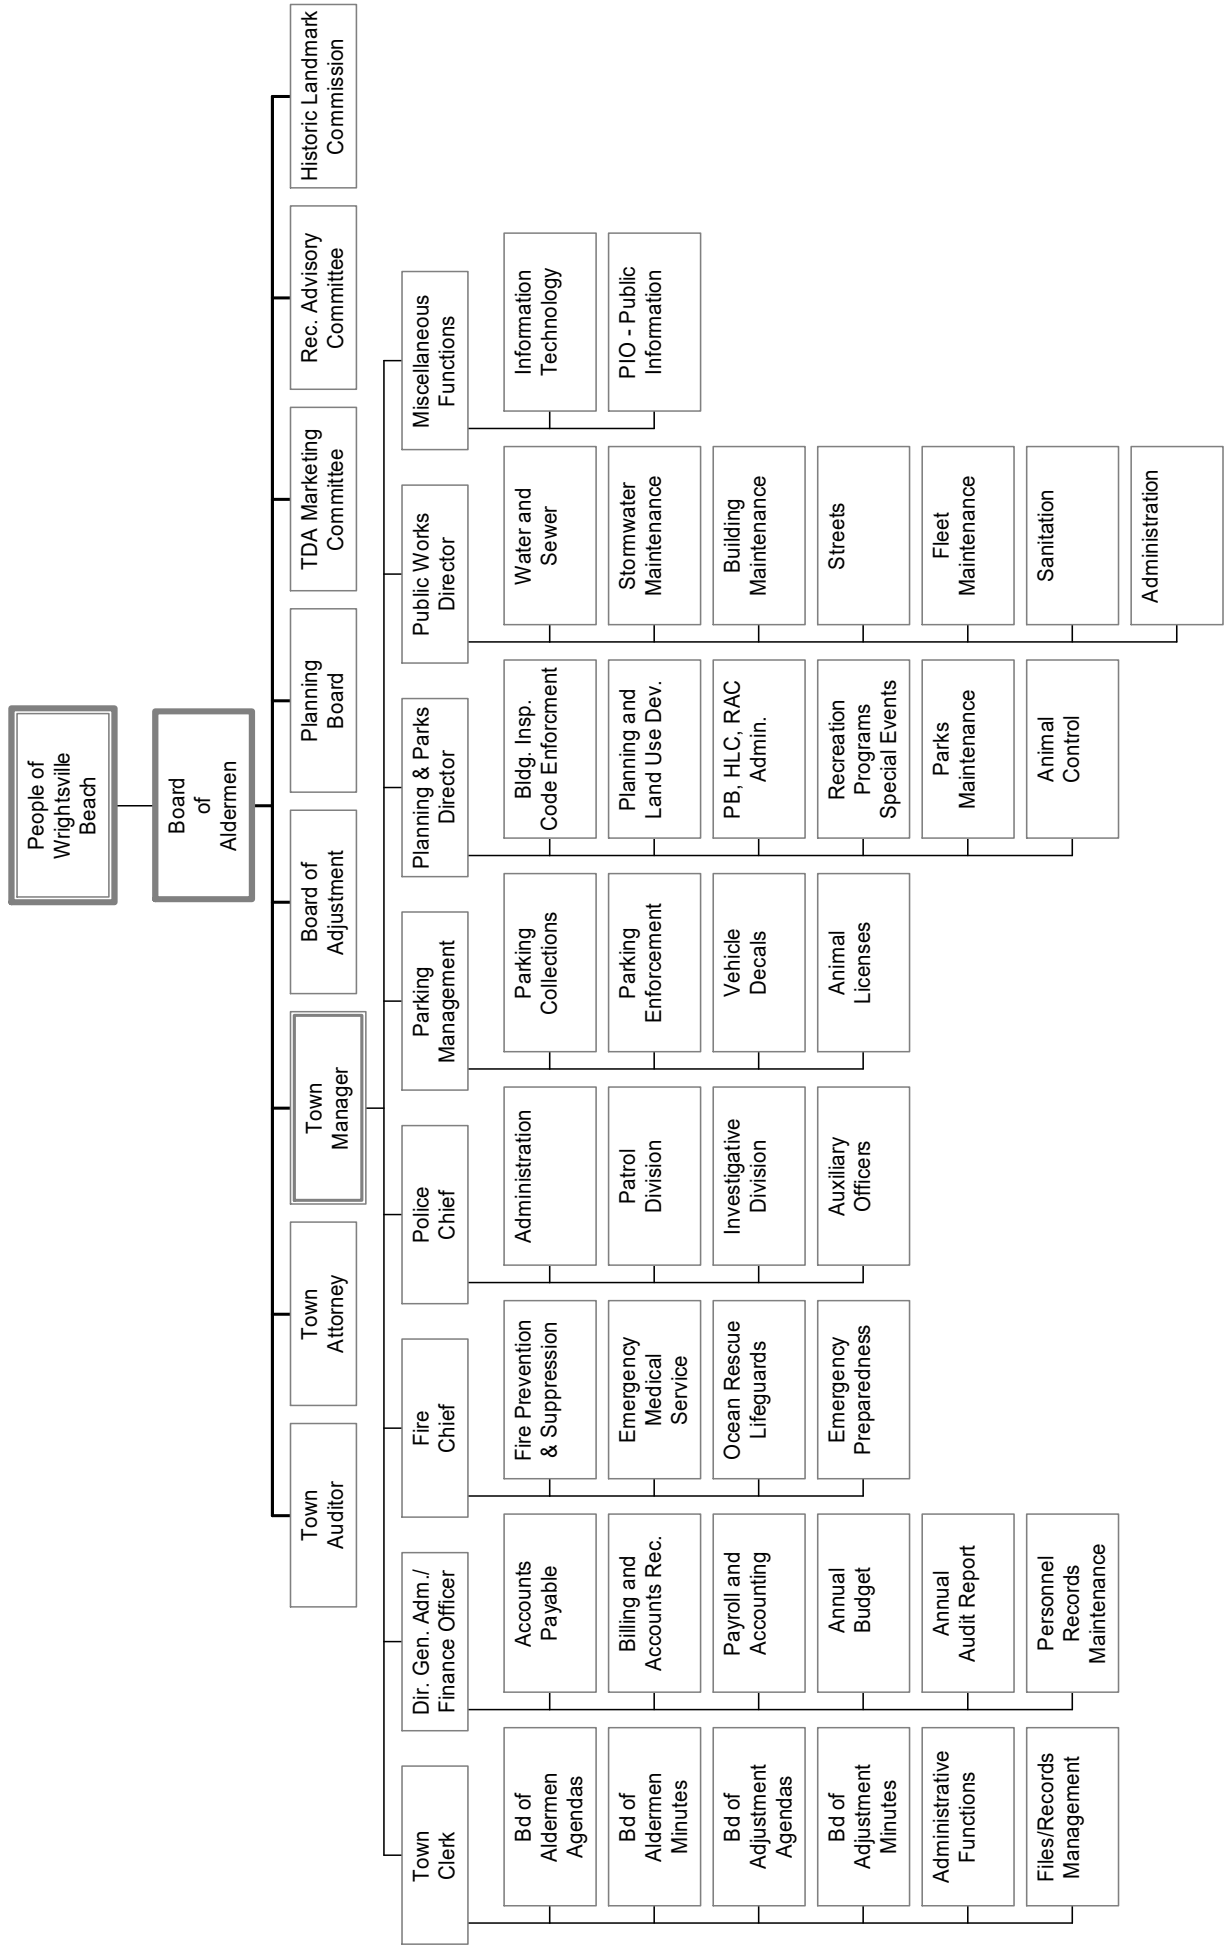 People of
Wrightsville
Beach
Board
of
Aldermen
Town
Auditor
Town
Attorney
Town
Manager
Board of
Adjustment
Planning
Board
TDA Marketing
Committee
Rec. Advisory
Committee
Historic Landmark
Commission
Town
Clerk
Bd of
Aldermen
Agendas
Bd of
Aldermen
Minutes
Bd of
Adjustment
Agendas
Bd of
Adjustment
Minutes
Administrative
Functions
Files/Records
Management
Dir. Gen. Adm./
Finance Officer
Accounts
Payable
Billing and
Accounts Rec.
Payroll and
Accounting
Annual
Budget
Annual
Audit Report
Personnel
Records
Maintenance
Fire
Chief
Fire Prevention
& Suppression
Emergency
Medical
Service
Ocean Rescue
Lifeguards
Emergency
Preparedness
Police
Chief
Administration
Patrol
Division
Investigative
Division
Auxiliary
Officers
Parking
Management
Parking
Collections
Parking
Enforcement
Vehicle
Decals
Animal
Licenses
Planning & Parks
Director
Bldg. Insp.
Code Enforcment
Planning and
Land Use Dev.
PB, HLC, RAC
Admin.
Recreation
Programs
Special Events
Parks
Maintenance
Animal
Control
Public Works
Director
Water and
Sewer
Stormwater
Maintenance
Building
Maintenance
Streets
Fleet
Maintenance
Sanitation
Administration
Miscellaneous
Functions
Information
Technology
PIO - Public
Information